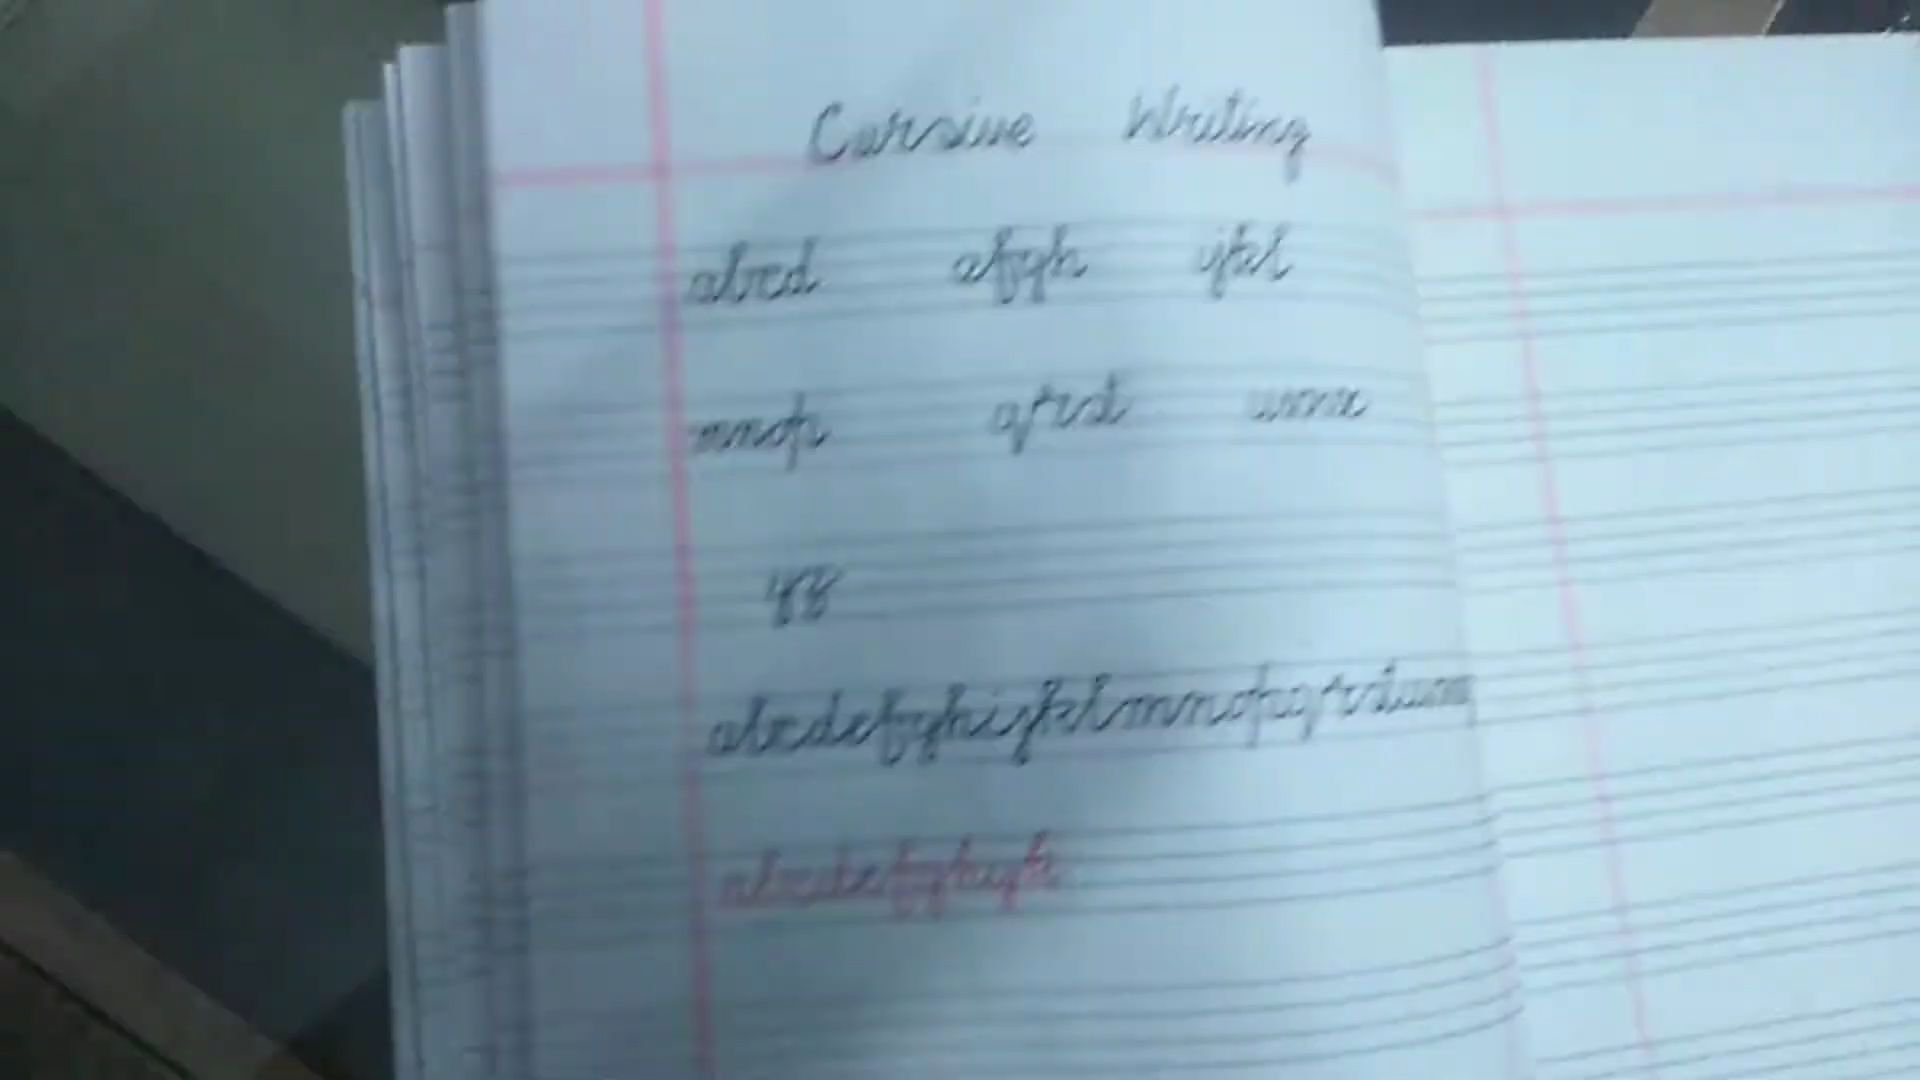 Cursive Writing
abcd efgh ijkl
mnop qrst uvwx
yz
abcdefghijklmnopqrstuvw
abcdefghijk